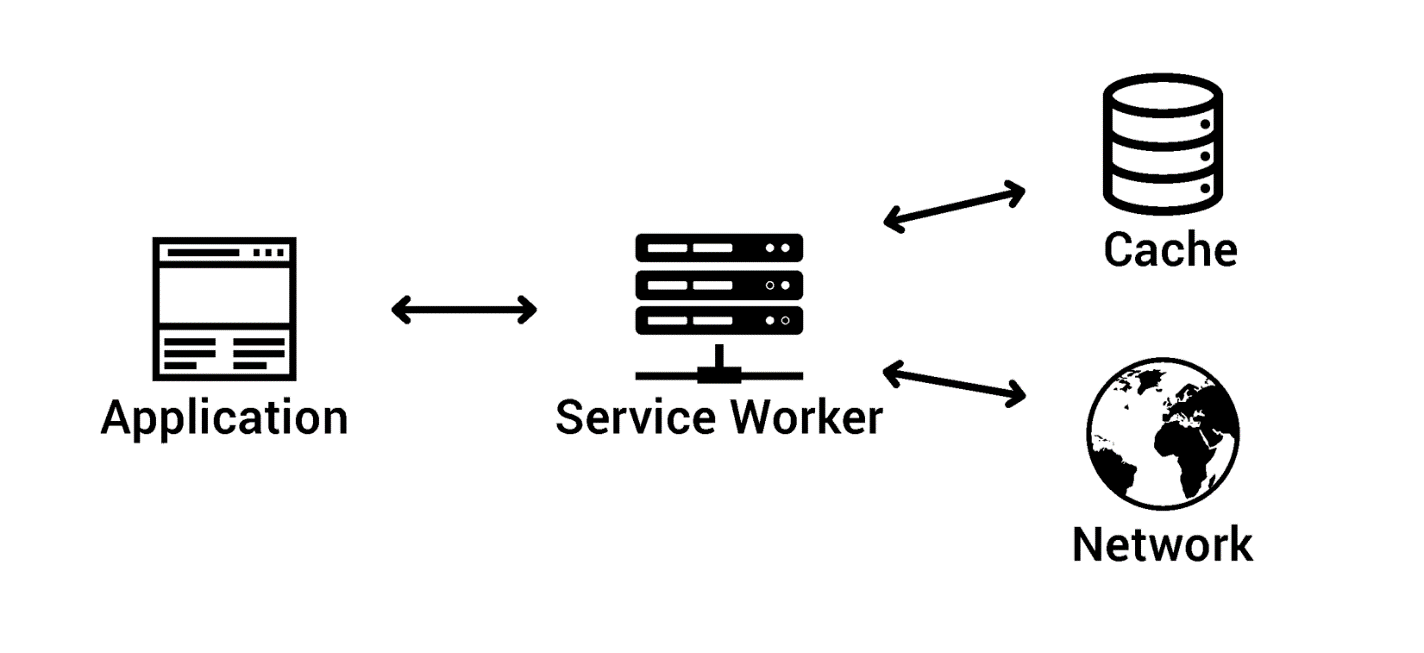 Application
Service Worker
Cache
Network